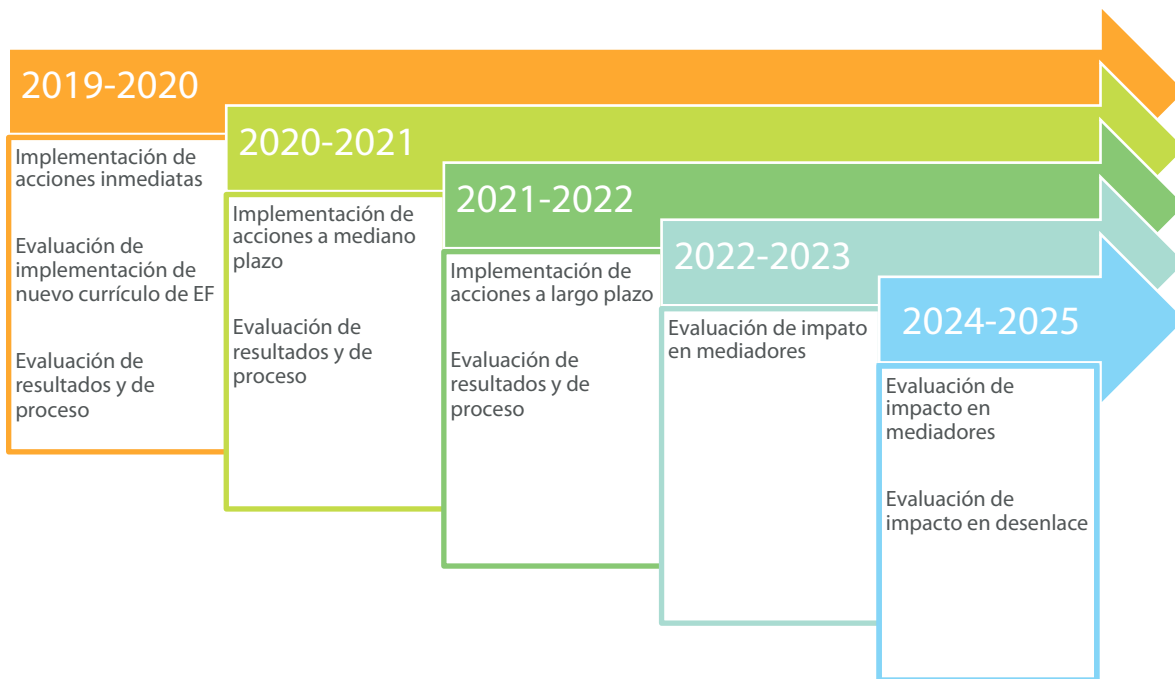 2019-2020
Implementación de
acciones inmediatas
Evaluación de
implementación de
nuevo currículo de EF
Evaluación de
resultados y de
proceso
2020-2021
Implementación de
acciones a mediano
plazo
Evaluación de
resultados y de
proceso
2021-2022
Implementación de
acciones a largo plazo
Evaluación de
resultados y de
proceso
2022-2023
Evaluación de impato
en mediadores
2024-2025
Evaluación de
impacto en
mediadores
Evaluación de
impacto en desenlace